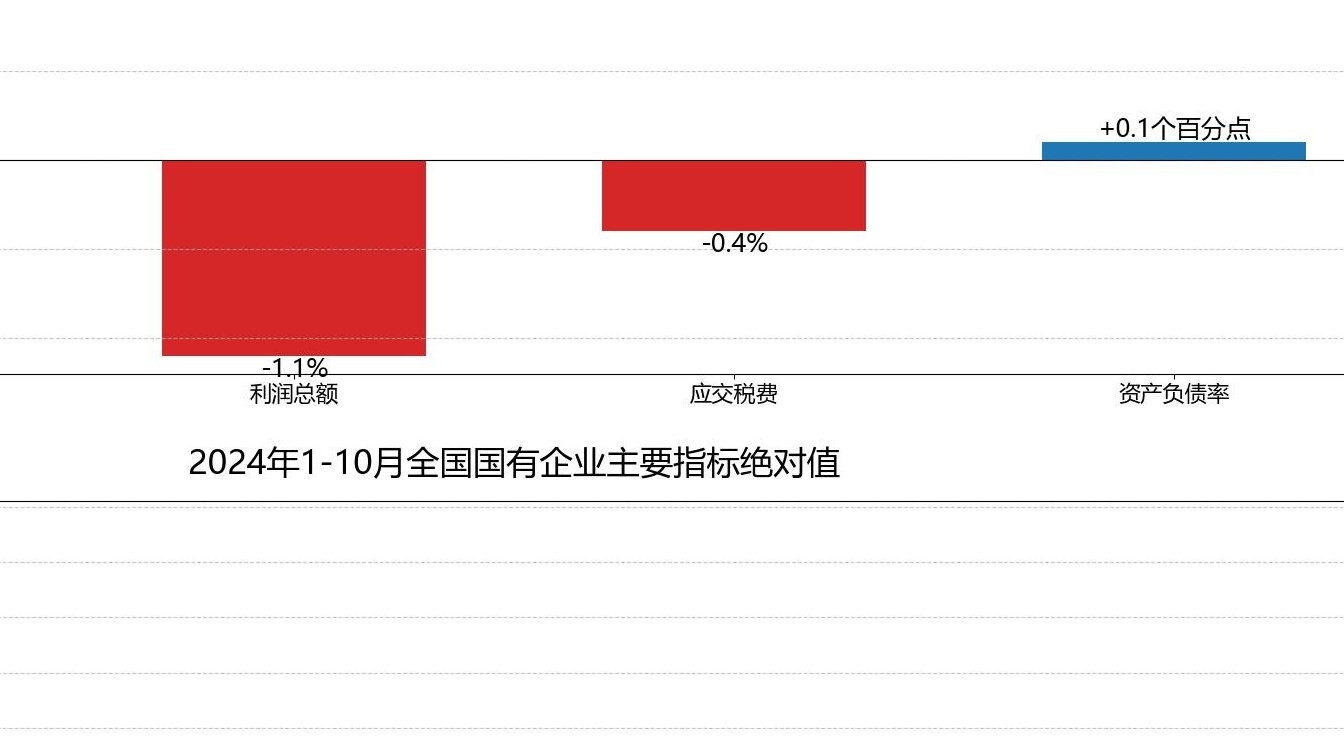 +0.1个百分点
-0.4%
-1.1%
利润总额 应交税费 资产负债率
2024年1-10月全国国有企业主要指标绝对值